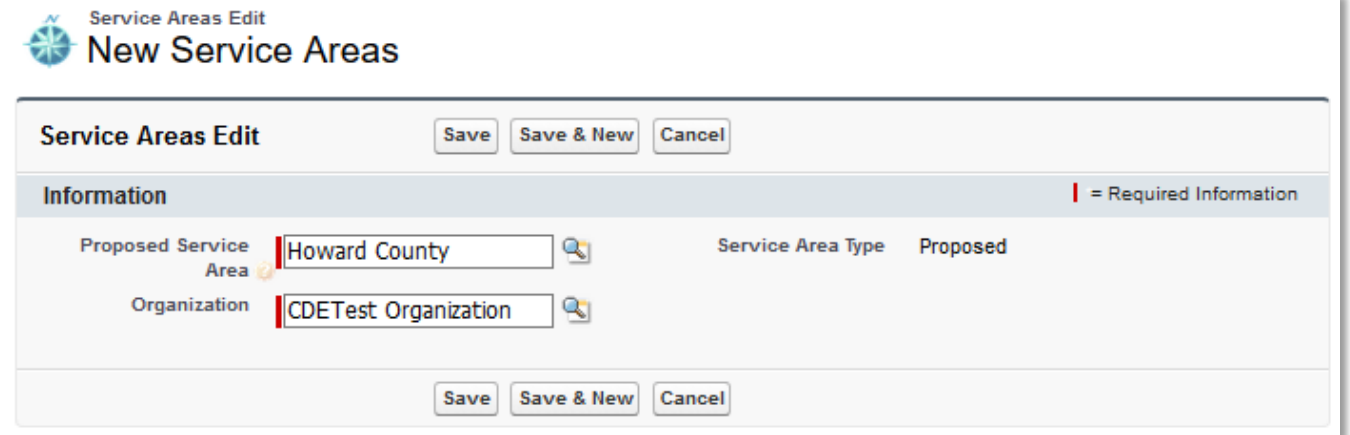 Service Areas Edit
New Service Areas
Service Areas Edit Save Save & New Cancel
Information = Required Information
Proposed Service Area Howard County Service Area Type Proposed
Organization CDETest Organization
Save Save & New Cancel